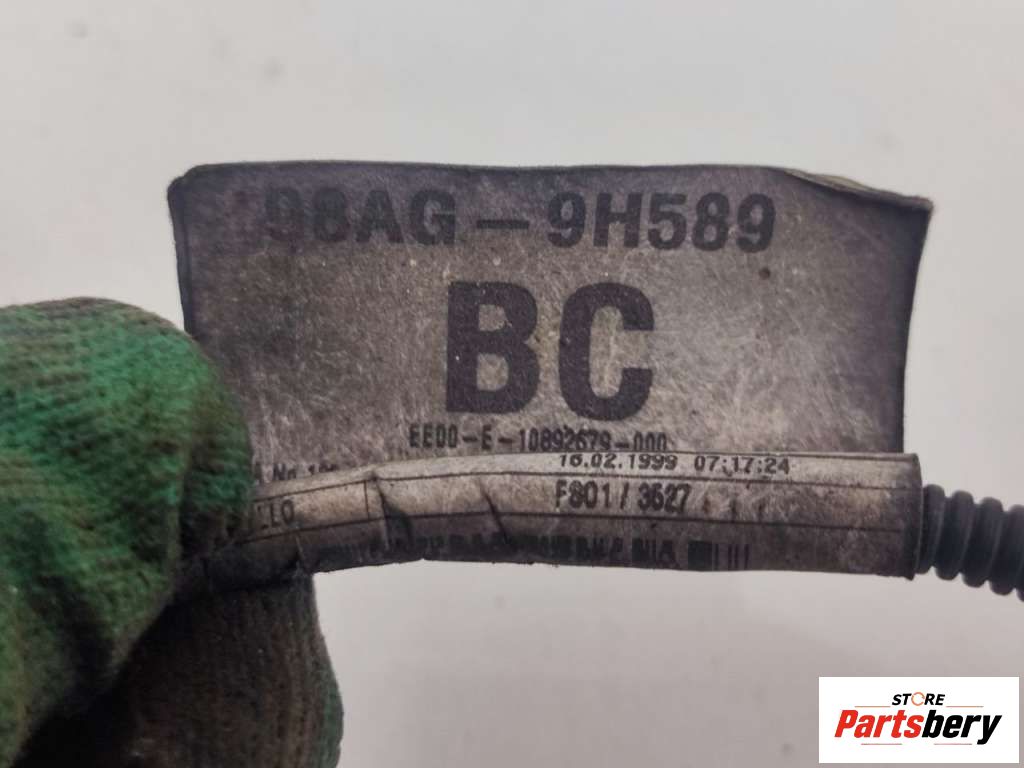 98AG-9H589
BC
EE00-E-10892679-000
16.02.1999 07:17:24
F801/3627
STORE
Partsbery